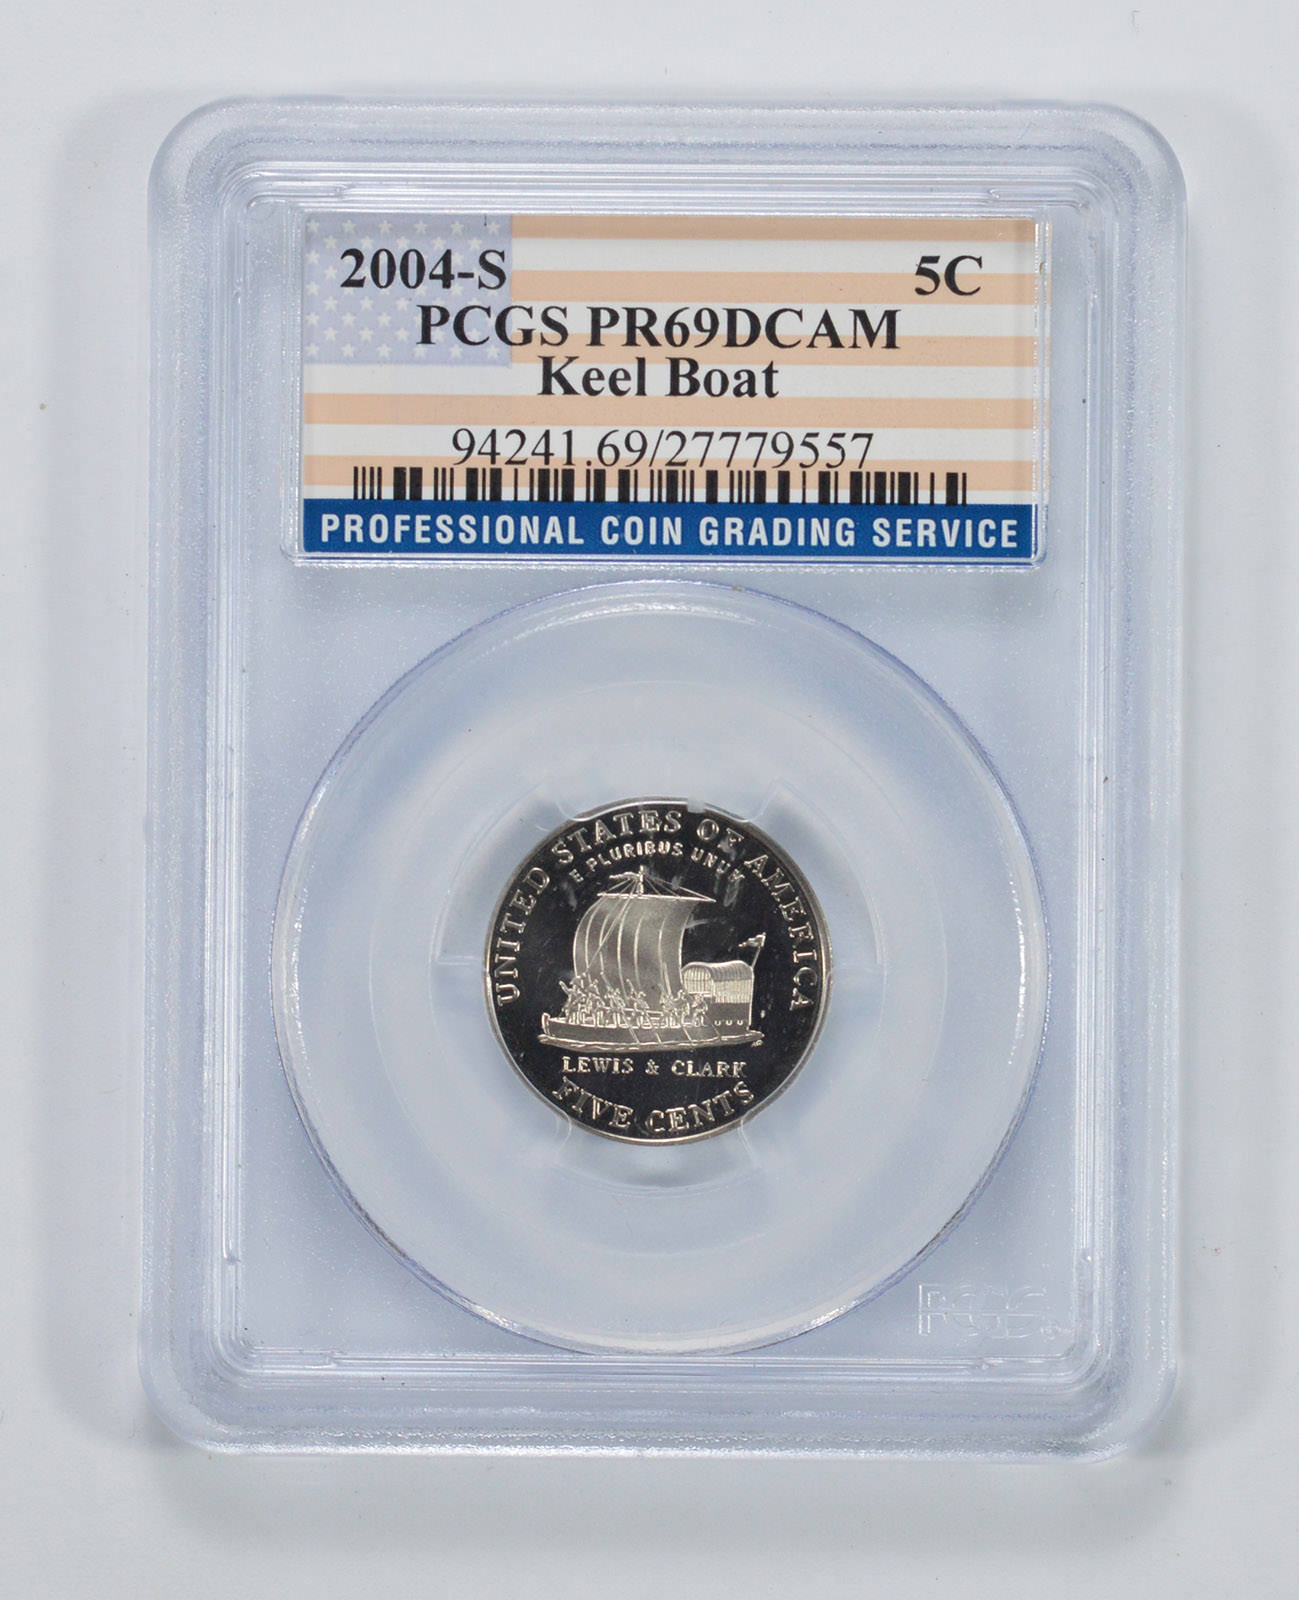 2004-S 5C
PCGS PR69DCAM
Keel Boat
94241.69/27779557
PROFESSIONAL COIN GRADING SERVICE
UNITED STATES OF AMERICA
E PLURIBUS UNUM
LEWIS & CLARK
FIVE CENTS
PCGS